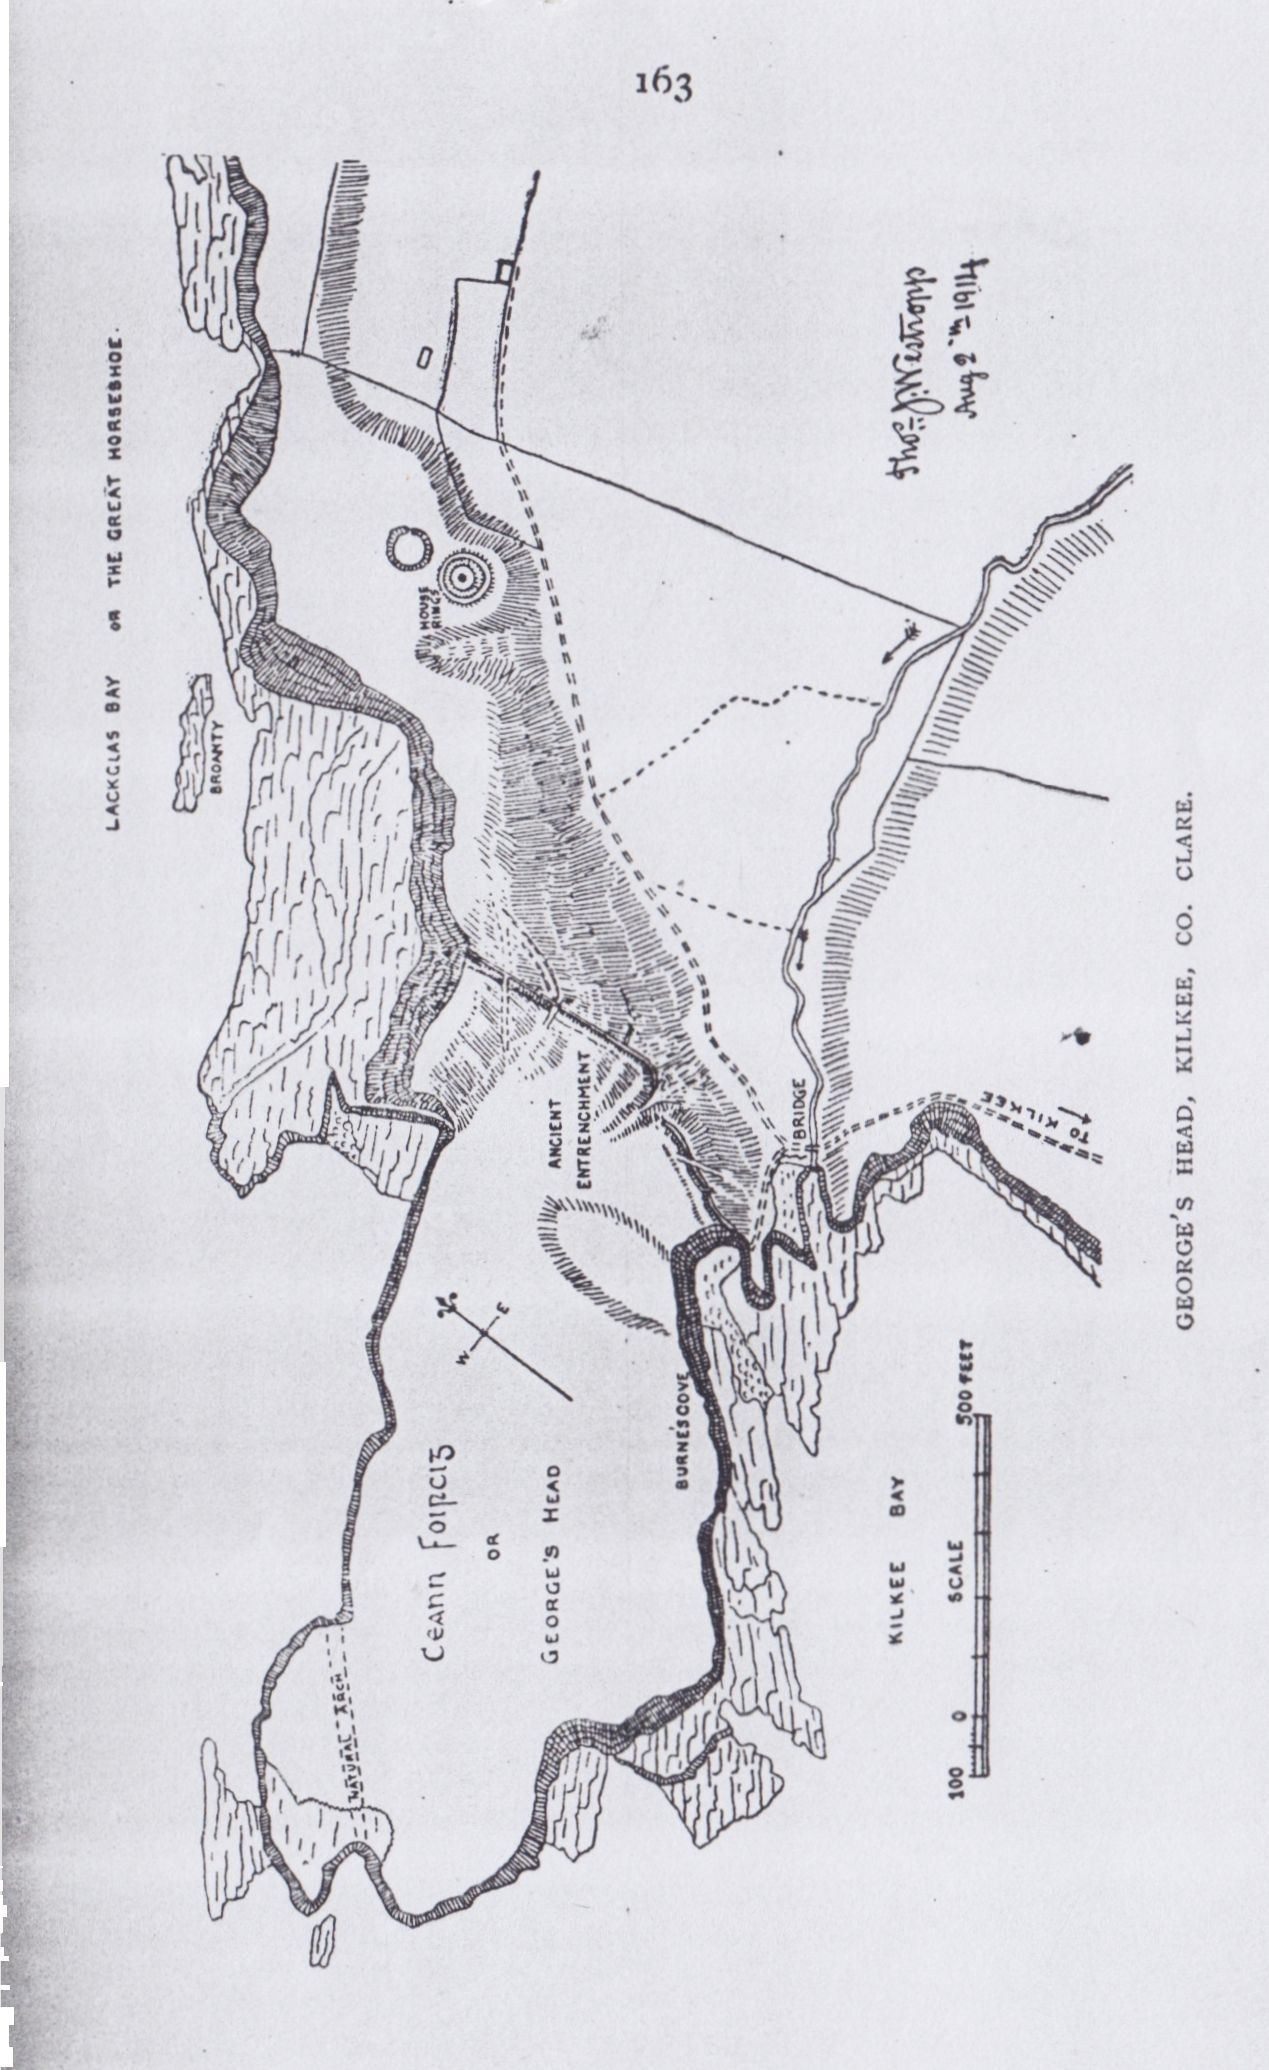 163
LACKGLAS BAY OR THE GREAT HORSESHOE.
BROANTY
HOUSE
RINGS
Thos. J. Westropp
Aug 2nd 1914
ANCIENT
ENTRENCHMENT
BRIDGE
TO KILKEE
N.
W
E
Ceann Foirciᵹ
OR
GEORGE'S HEAD
BURNE'S COVE
NATURAL ARCH
KILKEE BAY
SCALE
100 0 500 FEET
GEORGE'S HEAD, KILKEE, CO. CLARE.